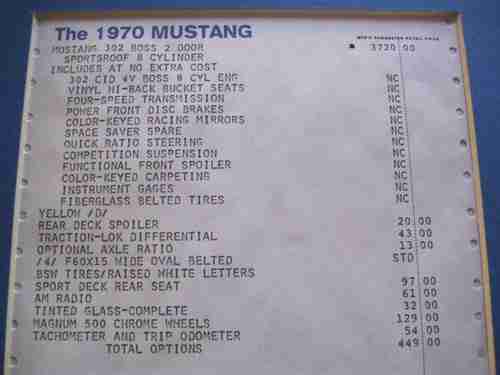 The 1970 MUSTANG
MFR'S SUGGESTED RETAIL PRICE
MUSTANG 302 BOSS 2 DOOR * 3720 00
SPORTSROOF 8 CYLINDER
INCLUDES AT NO EXTRA COST
302 CID 4V BOSS 8 CYL ENG NC
VINYL HI-BACK BUCKET SEATS NC
FOUR-SPEED TRANSMISSION NC
POWER FRONT DISC BRAKES NC
COLOR-KEYED RACING MIRRORS NC
SPACE SAVER SPARE NC
QUICK RATIO STEERING NC
COMPETITION SUSPENSION NC
FUNCTIONAL FRONT SPOILER NC
COLOR-KEYED CARPETING NC
INSTRUMENT GAGES NC
FIBERGLASS BELTED TIRES NC
YELLOW /D/
REAR DECK SPOILER 20 00
TRACTION-LOK DIFFERENTIAL 43 00
OPTIONAL AXLE RATIO 13 00
/4/ F60X15 WIDE OVAL BELTED STD
BSW TIRES/RAISED WHITE LETTERS
SPORT DECK REAR SEAT 97 00
AM RADIO 61 00
TINTED GLASS-COMPLETE 32 00
MAGNUM 500 CHROME WHEELS 129 00
TACHOMETER AND TRIP ODOMETER 54 00
TOTAL OPTIONS 449 00